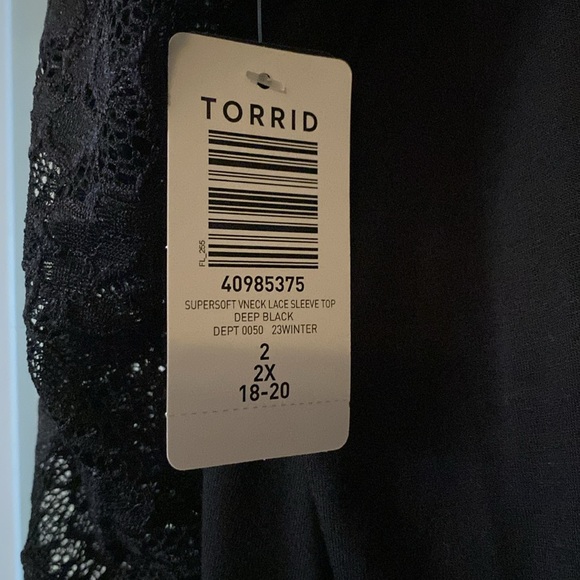 TORRID
FL_255
40985375
SUPERSOFT VNECK LACE SLEEVE TOP
DEEP BLACK
DEPT 0050 23WINTER
2
2X
18-20